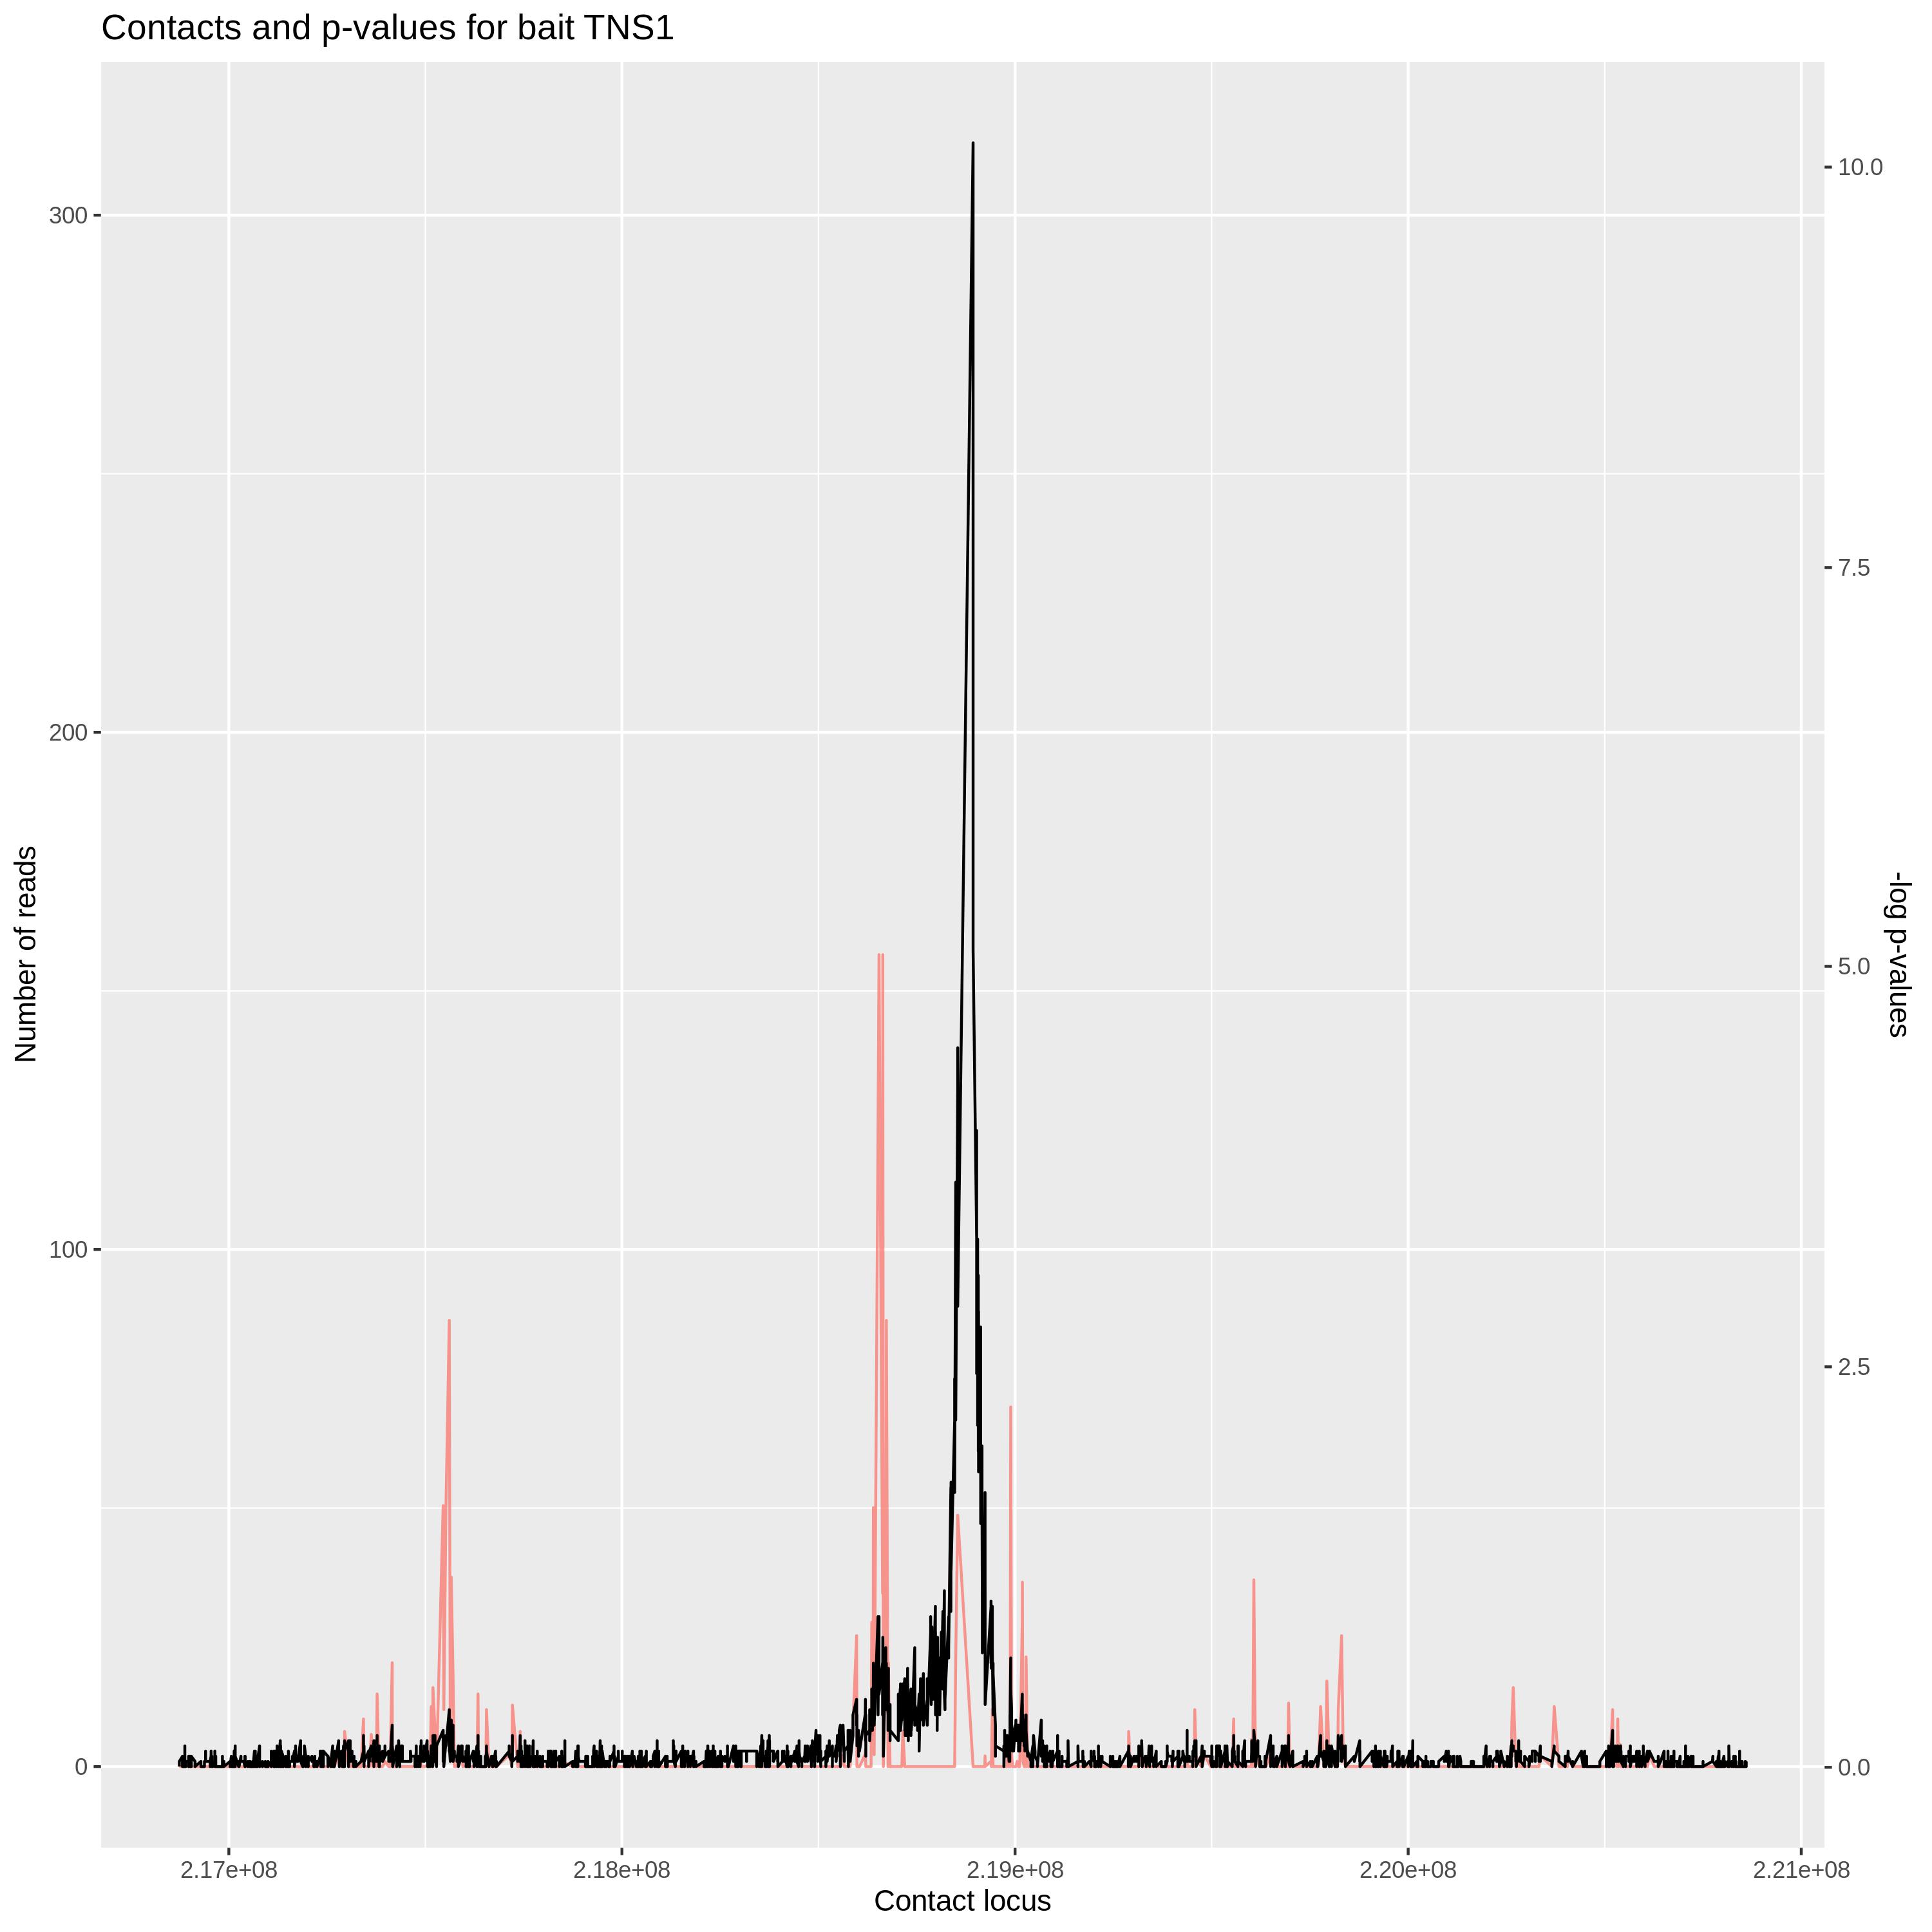 Contacts and p-values for bait TNS1
Number of reads
300
200
100
0
10.0
7.5
5.0
2.5
0.0
-log p-values
2.17e+08 2.18e+08 2.19e+08 2.20e+08 2.21e+08
Contact locus